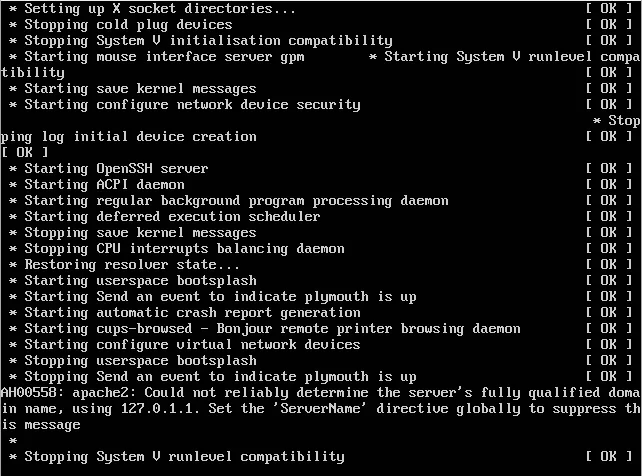 * Setting up X socket directories... [ OK ]
* Stopping cold plug devices [ OK ]
* Stopping System V initialisation compatibility [ OK ]
* Starting mouse interface server gpm * Starting System V runlevel compa
tibility [ OK ]
* Starting save kernel messages [ OK ]
* Starting configure network device security [ OK ]
* Stop
ping log initial device creation [ OK ]
[ OK ]
* Starting OpenSSH server [ OK ]
* Starting ACPI daemon [ OK ]
* Starting regular background program processing daemon [ OK ]
* Starting deferred execution scheduler [ OK ]
* Stopping save kernel messages [ OK ]
* Stopping CPU interrupts balancing daemon [ OK ]
* Restoring resolver state... [ OK ]
* Starting userspace bootsplash [ OK ]
* Starting Send an event to indicate plymouth is up [ OK ]
* Starting automatic crash report generation [ OK ]
* Starting cups-browsed - Bonjour remote printer browsing daemon [ OK ]
* Starting configure virtual network devices [ OK ]
* Stopping userspace bootsplash [ OK ]
* Stopping Send an event to indicate plymouth is up [ OK ]
AH00558: apache2: Could not reliably determine the server's fully qualified doma
in name, using 127.0.1.1. Set the 'ServerName' directive globally to suppress th
is message
*
* Stopping System V runlevel compatibility [ OK ]